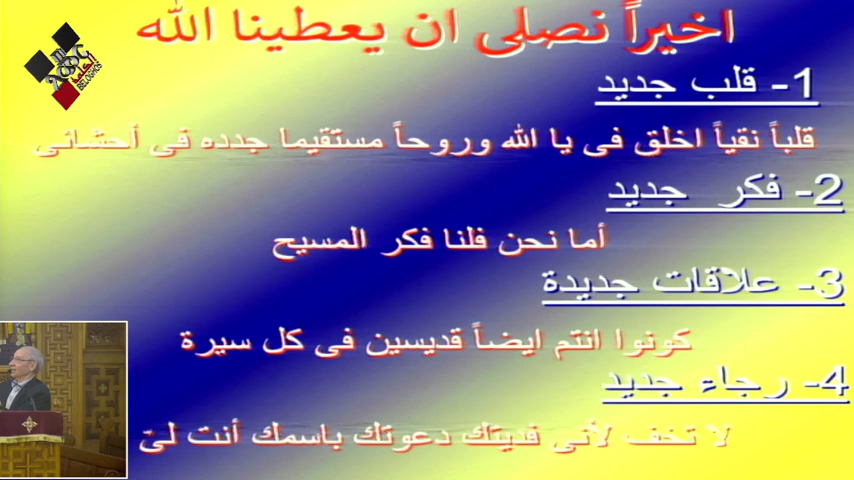 اخيراً نصلى ان يعطينا الله
1- قلب جديد
قلباً نقياً اخلق فى يا الله وروحاً مستقيما جدده فى أحشائى
2- فكر جديد
أما نحن فلنا فكر المسيح
3- علاقات جديدة
كونوا انتم ايضاً قديسين فى كل سيرة
4- رجاء جديد
لا تخف لأنى فديتك دعوتك باسمك أنت لىّ
الكلمة